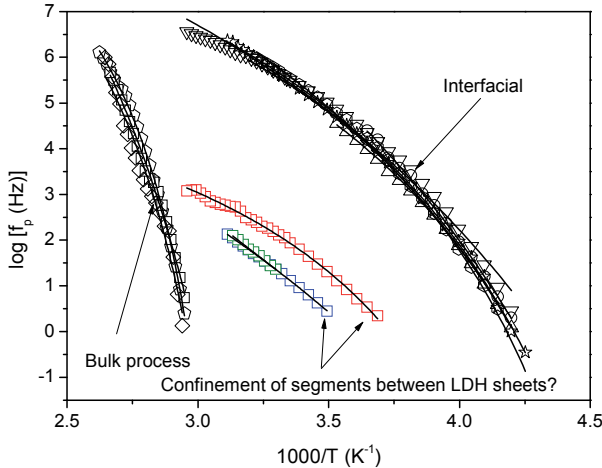 7
6
5
4
3
2
1
0
-1
log [fp (Hz)]
Interfacial
Bulk process
Confinement of segments between LDH sheets?
2.5 3.0 3.5 4.0 4.5
1000/T (K⁻¹)